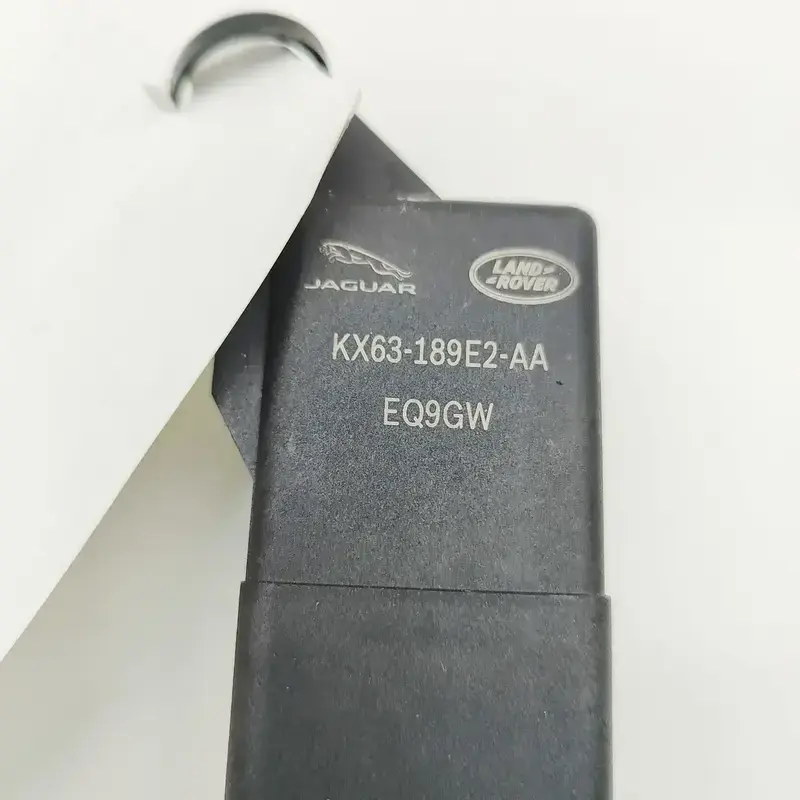 JAGUAR
LAND ROVER
KX63-189E2-AA
EQ9GW